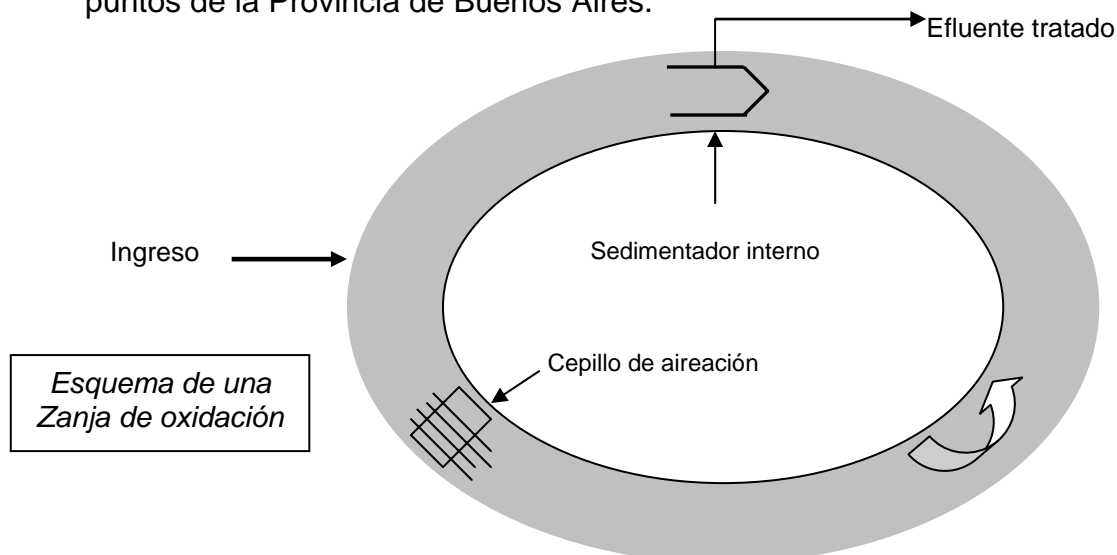 puntos de la Provincia de Buenos Aires.
Efluente tratado
Ingreso
Sedimentador interno
Cepillo de aireación
Esquema de una
Zanja de oxidación